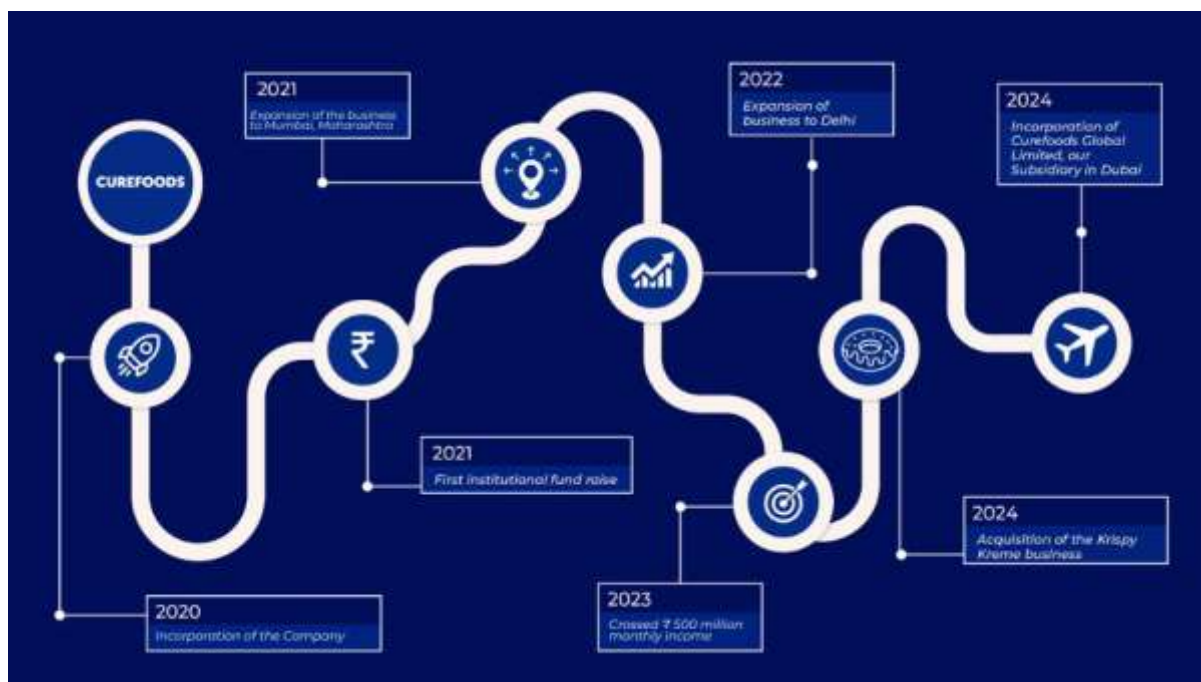 CUREFOODS
2020
Incorporation of the Company
2021
First institutional fund raise
2021
Expansion of the business
to Mumbai, Maharashtra
2022
Expansion of
business to Delhi
2023
Crossed ₹ 500 million
monthly income
2024
Acquisition of the Krispy
Kreme business
2024
Incorporation of
Curefoods Global
Limited, our
Subsidiary in Dubai
₹